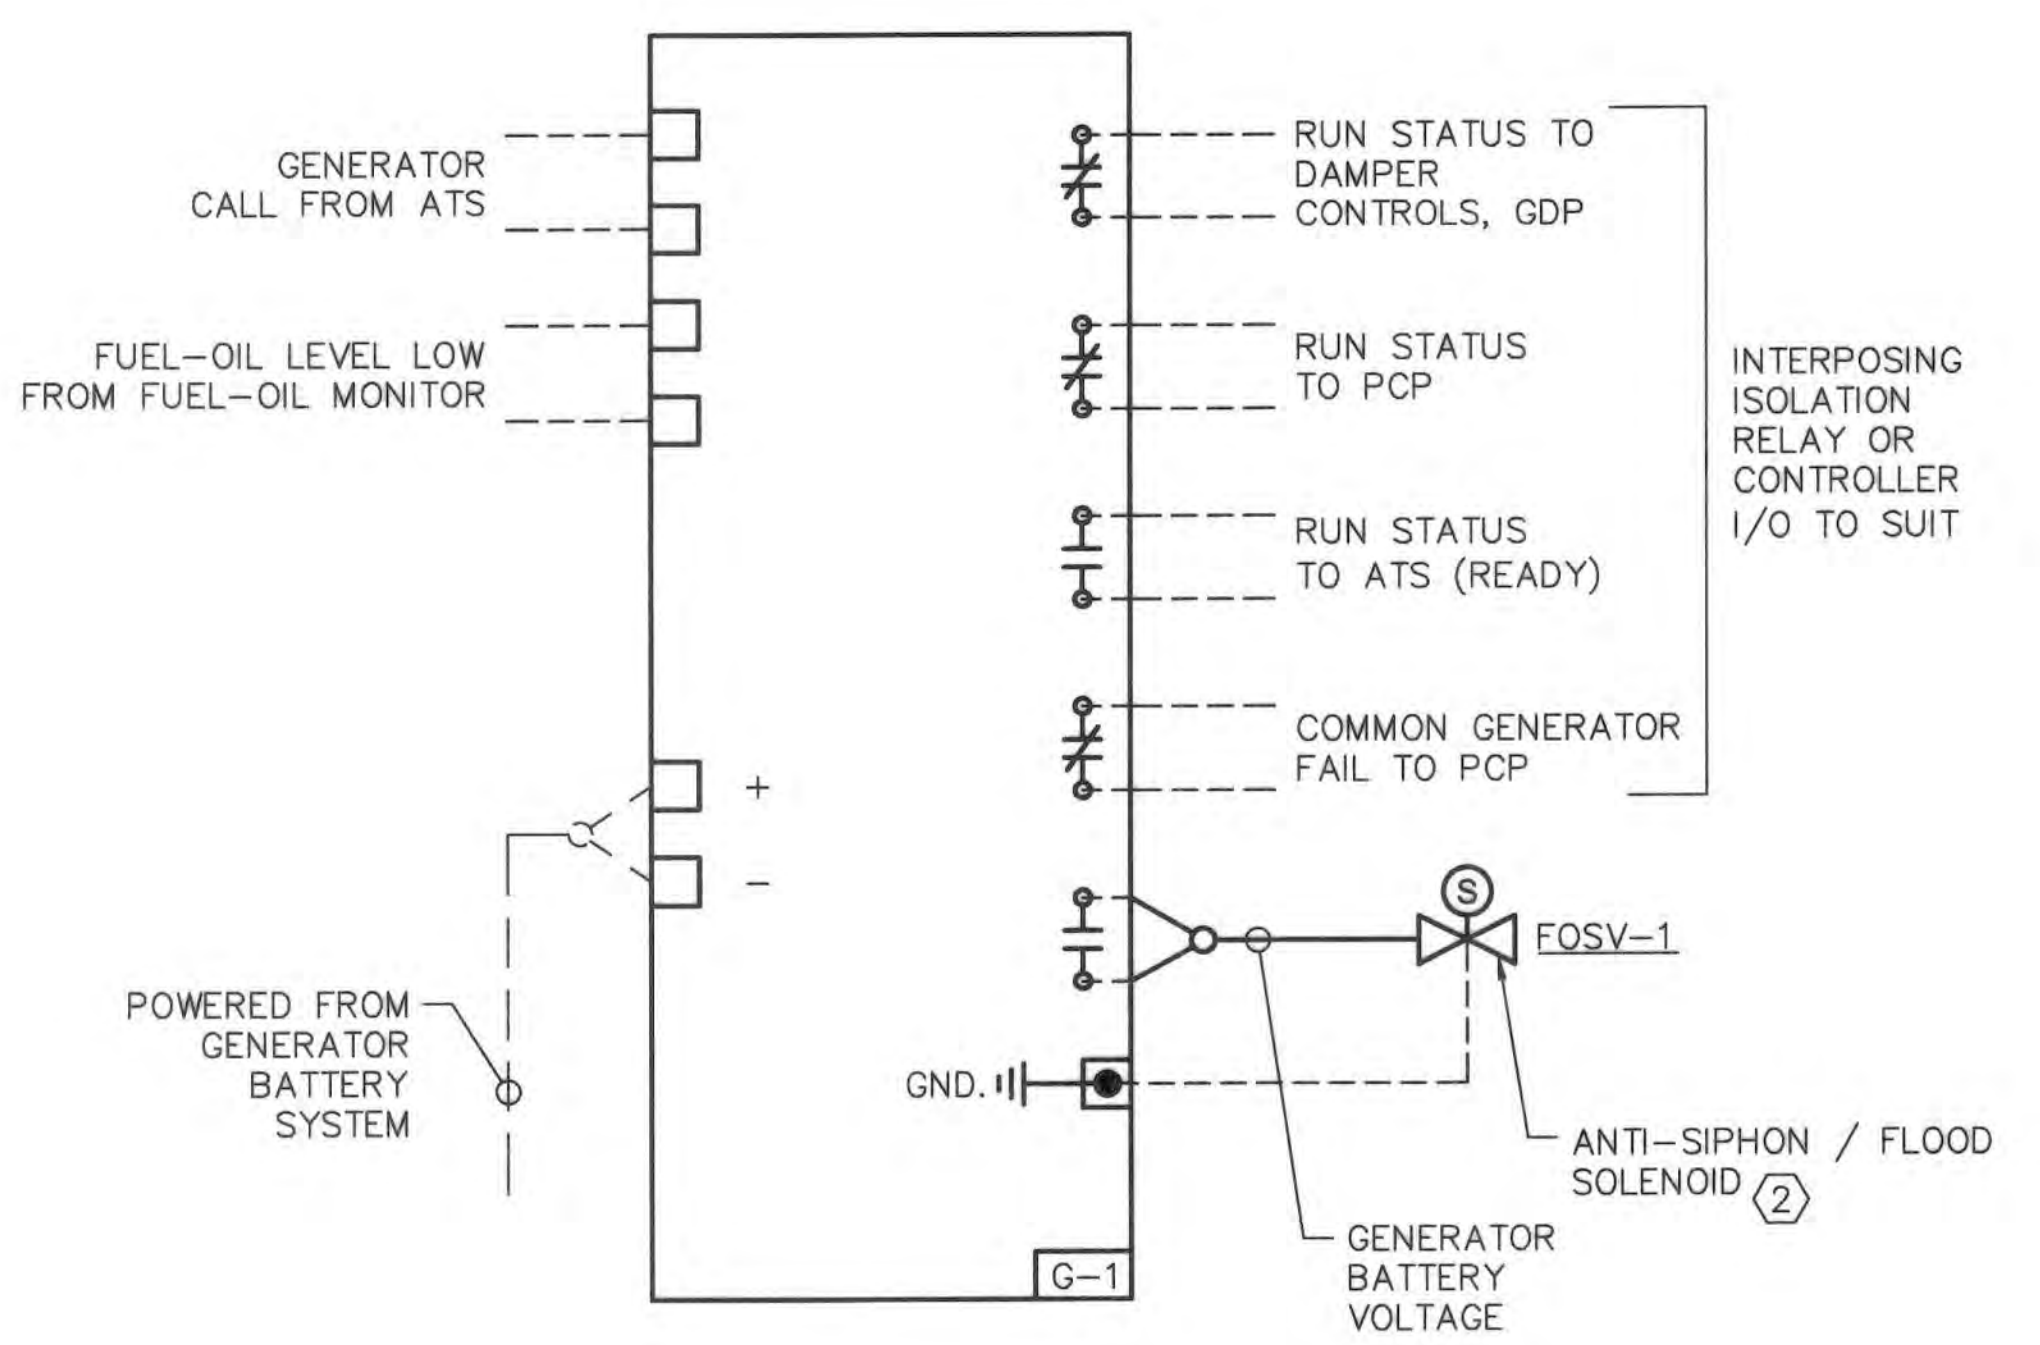 GENERATOR
CALL FROM ATS
FUEL-OIL LEVEL LOW
FROM FUEL-OIL MONITOR
+
-
POWERED FROM
GENERATOR
BATTERY
SYSTEM
RUN STATUS TO
DAMPER
CONTROLS, GDP
RUN STATUS
TO PCP
RUN STATUS
TO ATS (READY)
COMMON GENERATOR
FAIL TO PCP
INTERPOSING
ISOLATION
RELAY OR
CONTROLLER
I/O TO SUIT
S
FOSV-1
GND.
ANTI-SIPHON / FLOOD
SOLENOID 2
GENERATOR
BATTERY
VOLTAGE
G-1